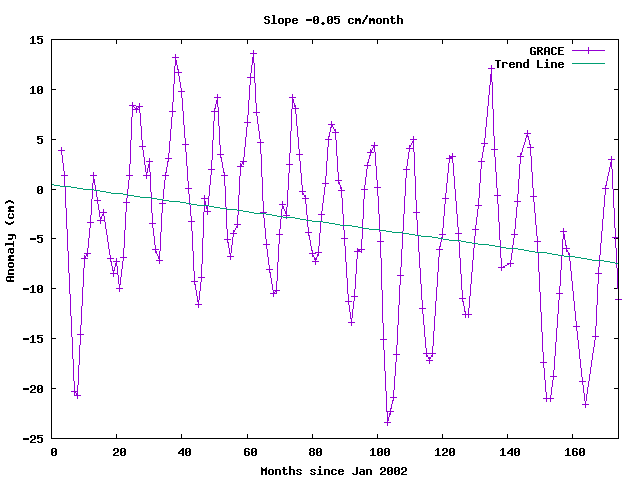 Slope -0.05 cm/month
15
GRACE
Trend Line
10
5
0
-5
-10
-15
-20
-25
Anomaly (cm)
0 20 40 60 80 100 120 140 160
Months since Jan 2002